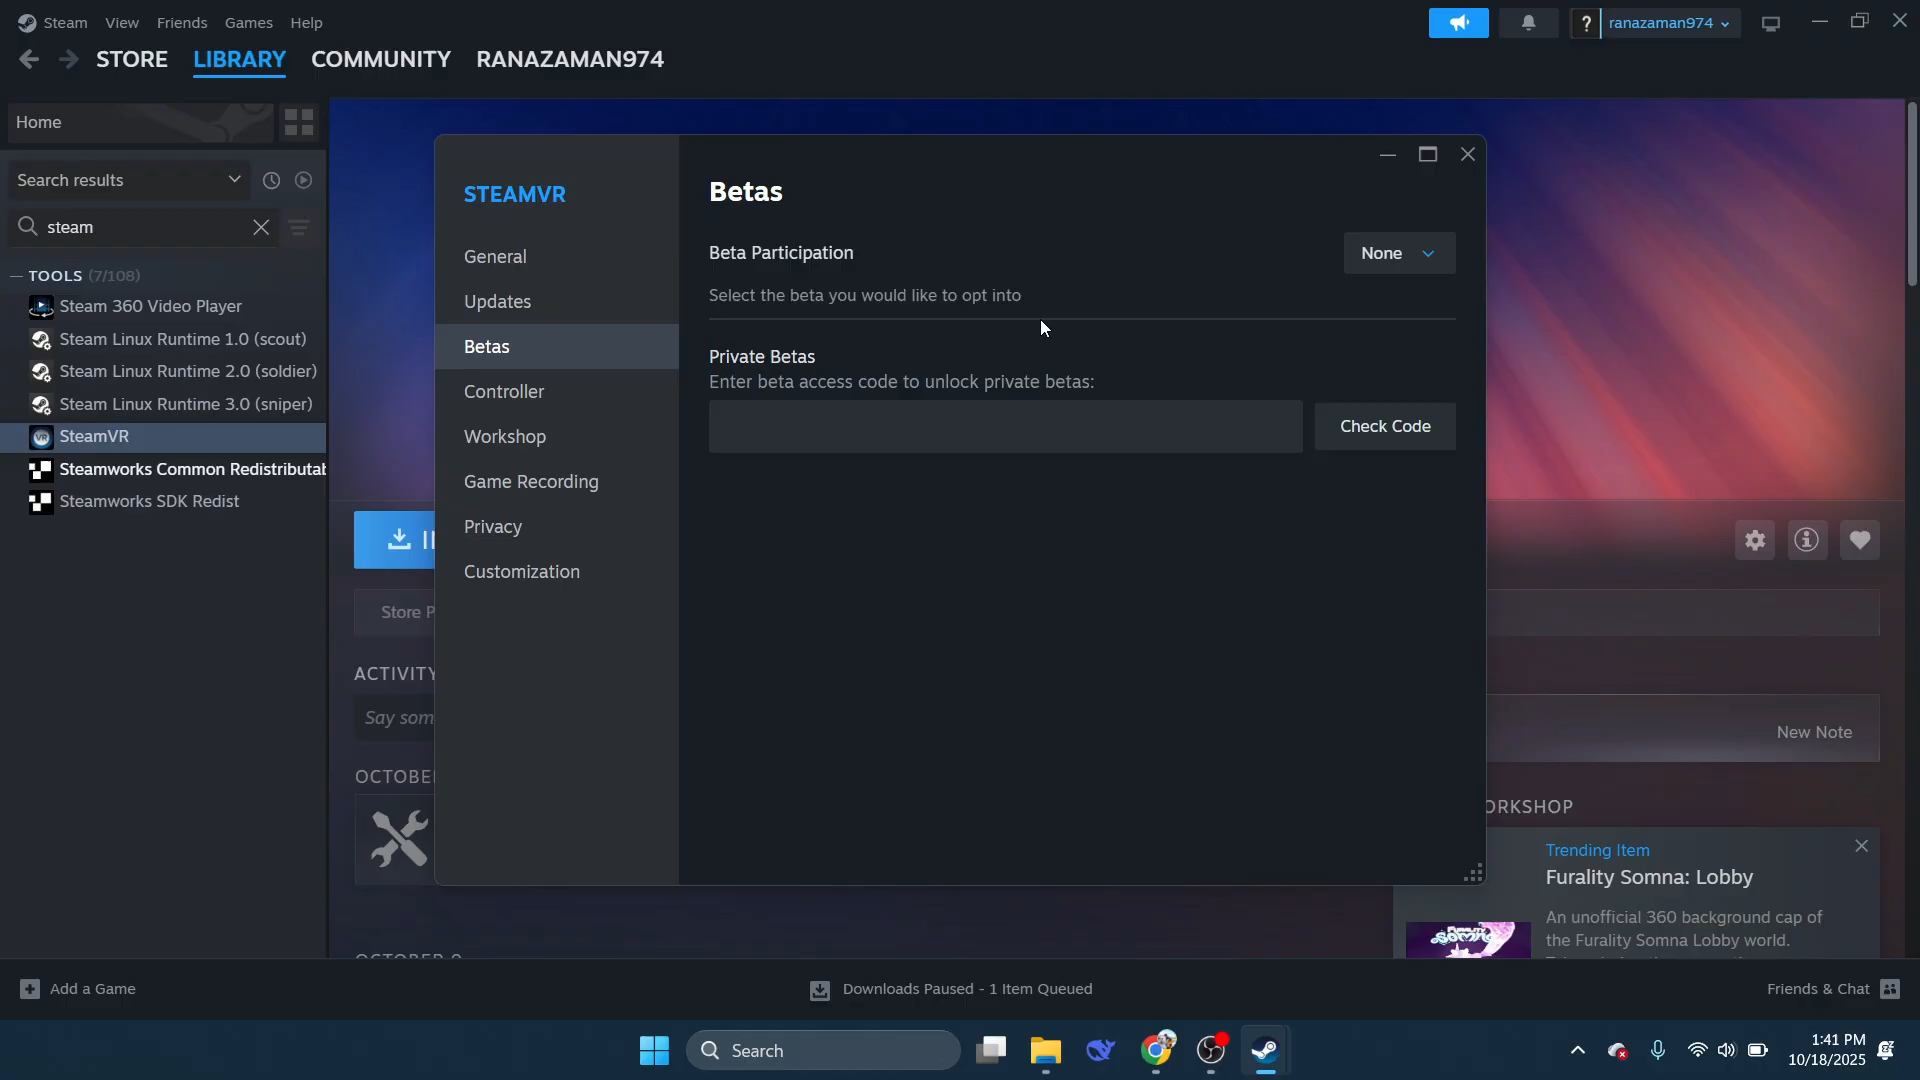 Steam View Friends Games Help
? ranazaman974
STORE LIBRARY COMMUNITY RANAZAMAN974
Home
Search results
steam
— TOOLS (7/108)
Steam 360 Video Player
Steam Linux Runtime 1.0 (scout)
Steam Linux Runtime 2.0 (soldier)
Steam Linux Runtime 3.0 (sniper)
VR SteamVR
Steamworks Common Redistributab
Steamworks SDK Redist
STEAMVR
General
Updates
Betas
Controller
Workshop
Game Recording
Privacy
Customization
Betas
Beta Participation
None
Select the beta you would like to opt into
Private Betas
Enter beta access code to unlock private betas:
Check Code
Store P
ACTIVITY
Say som
OCTOBE
New Note
ORKSHOP
Trending Item
Furality Somna: Lobby
An unofficial 360 background cap of
the Furality Somna Lobby world.
Add a Game
Downloads Paused - 1 Item Queued
Friends & Chat
Search
1:41 PM
10/18/2025